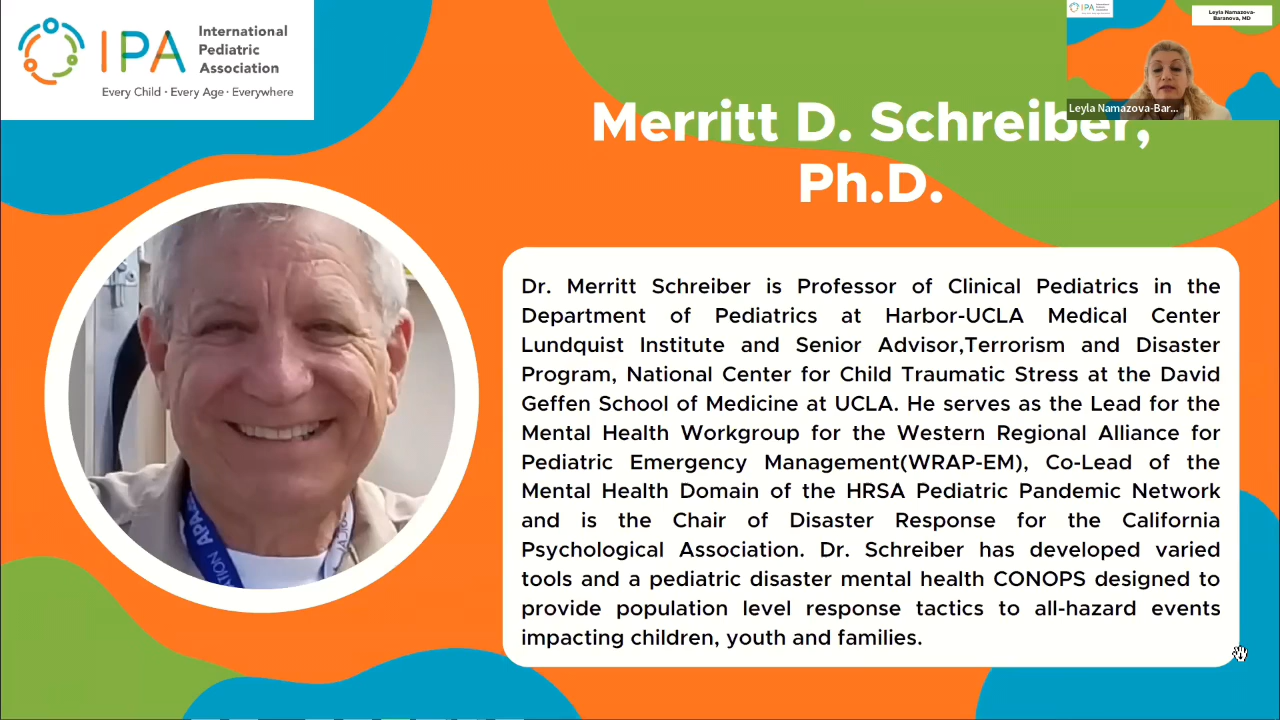 IPA
International
Pediatric
Association
Every Child · Every Age · Everywhere
Leyla Namazova-
Baranova, MD
Leyla Namazova-Bar...
Merritt D. Schreiber,
Ph.D.
Dr. Merritt Schreiber is Professor of Clinical Pediatrics in the
Department of Pediatrics at Harbor-UCLA Medical Center
Lundquist Institute and Senior Advisor,Terrorism and Disaster
Program, National Center for Child Traumatic Stress at the David
Geffen School of Medicine at UCLA. He serves as the Lead for the
Mental Health Workgroup for the Western Regional Alliance for
Pediatric Emergency Management(WRAP-EM), Co-Lead of the
Mental Health Domain of the HRSA Pediatric Pandemic Network
and is the Chair of Disaster Response for the California
Psychological Association. Dr. Schreiber has developed varied
tools and a pediatric disaster mental health CONOPS designed to
provide population level response tactics to all-hazard events
impacting children, youth and families.